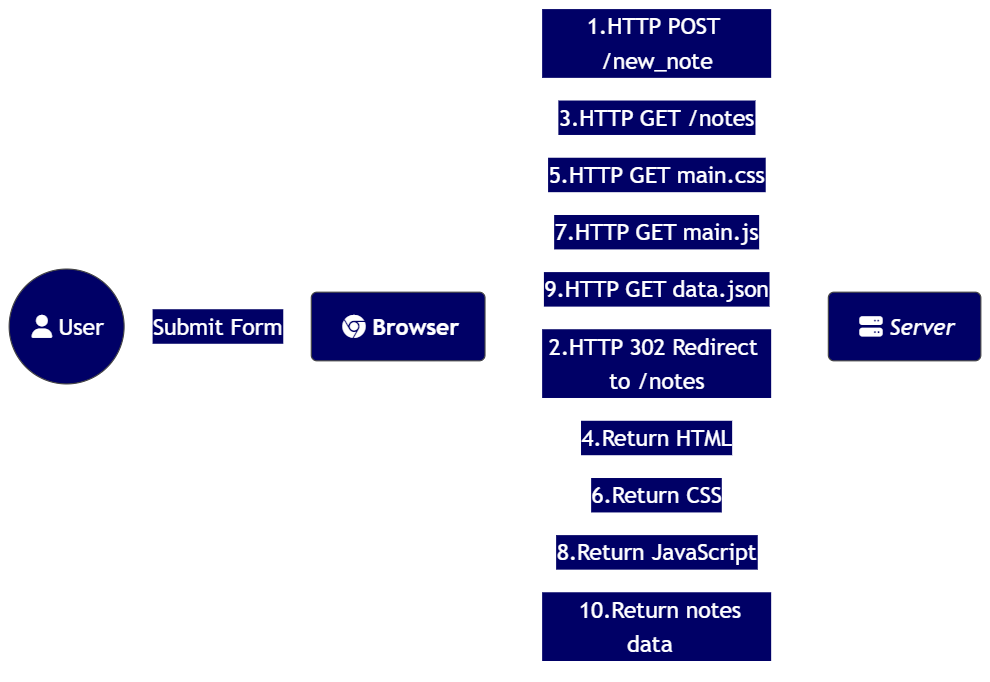 User
Submit Form
Browser
1.HTTP POST
/new_note
3.HTTP GET /notes
5.HTTP GET main.css
7.HTTP GET main.js
9.HTTP GET data.json
2.HTTP 302 Redirect
to /notes
4.Return HTML
6.Return CSS
8.Return JavaScript
10.Return notes
data
Server